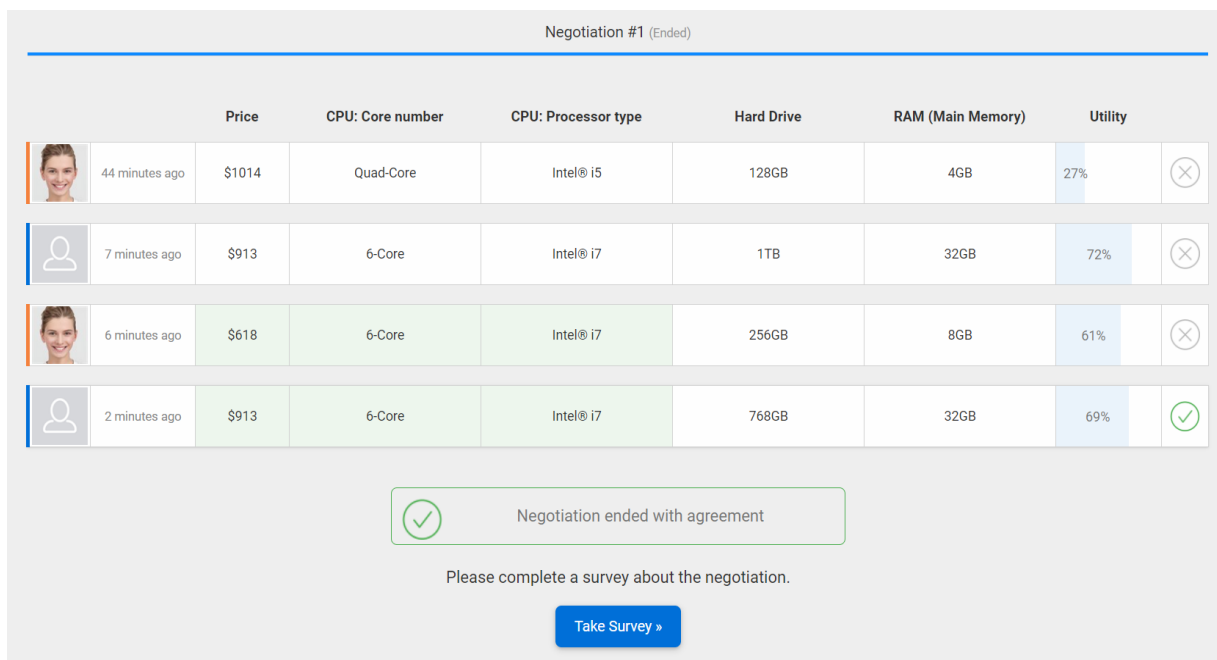 Negotiation #1 (Ended)
Price CPU: Core number CPU: Processor type Hard Drive RAM (Main Memory) Utility
44 minutes ago $1014 Quad-Core Intel® i5 128GB 4GB 27%
7 minutes ago $913 6-Core Intel® i7 1TB 32GB 72%
6 minutes ago $618 6-Core Intel® i7 256GB 8GB 61%
2 minutes ago $913 6-Core Intel® i7 768GB 32GB 69%
Negotiation ended with agreement
Please complete a survey about the negotiation.
Take Survey »